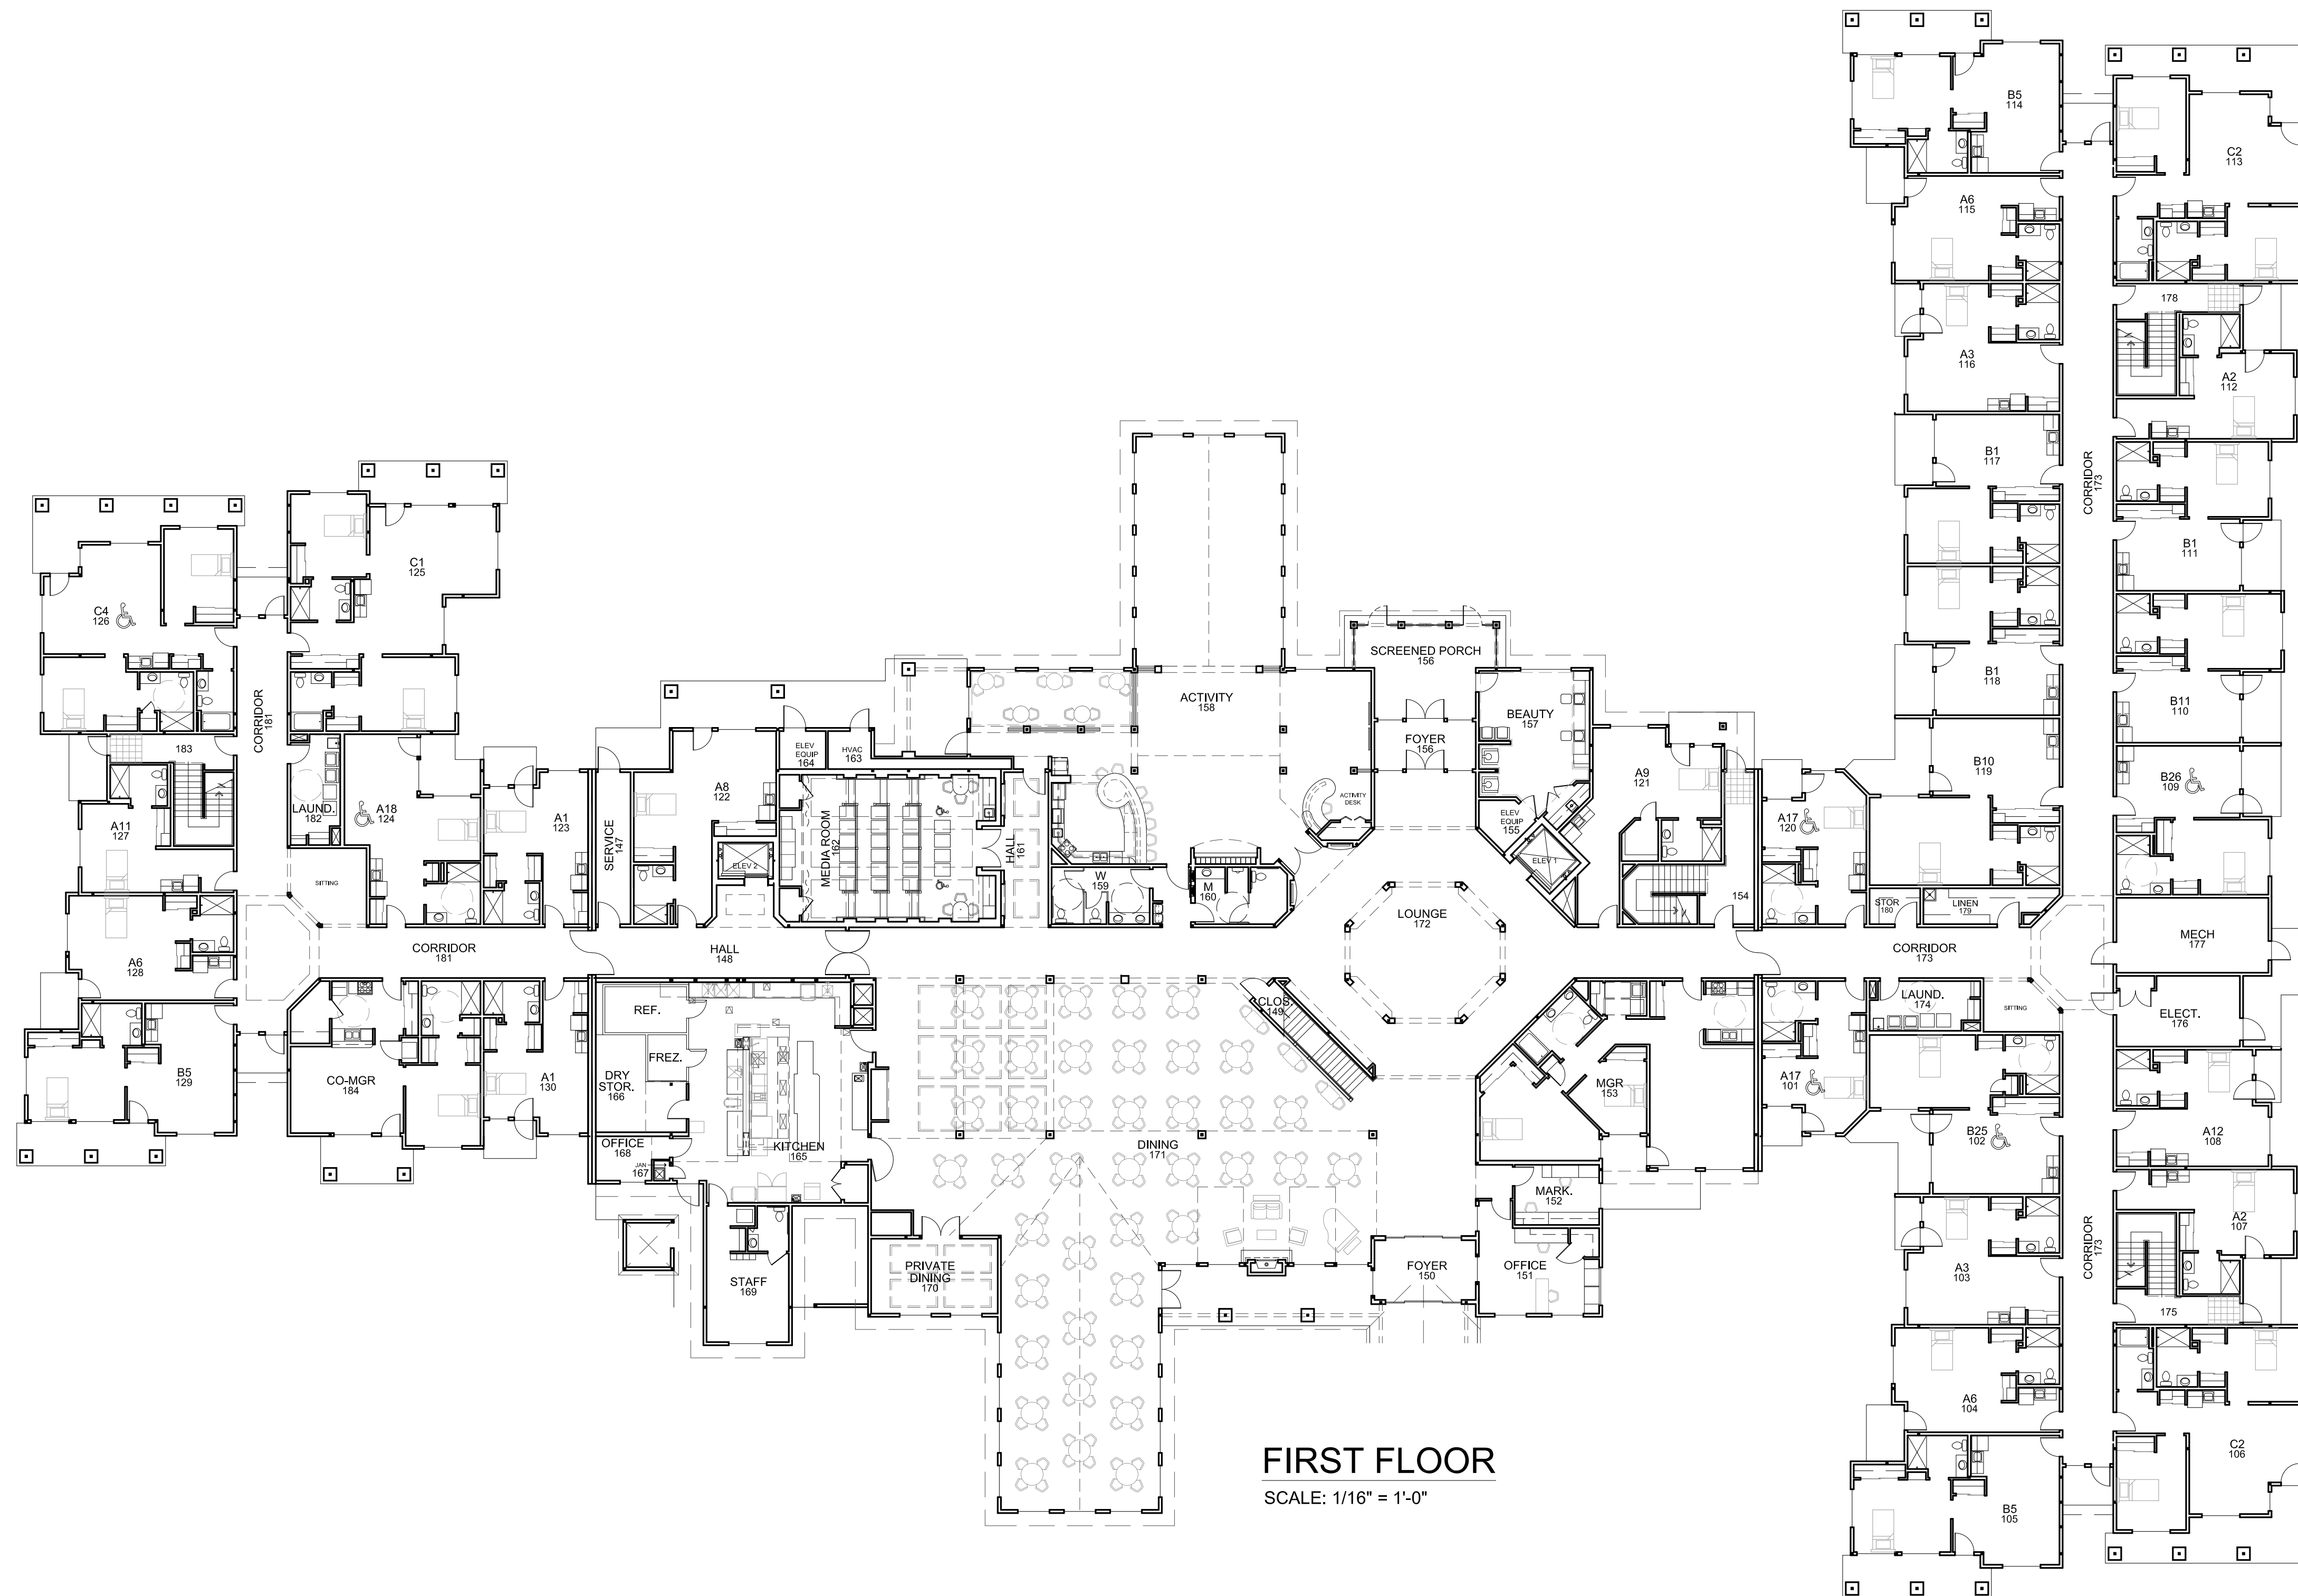 B5
114
C2
113
A6
115
178
A3
116
A2
112
B1
117
CORRIDOR
173
B1
111
C1
125
C4
126
SCREENED PORCH
156
B1
118
B11
110
CORRIDOR
181
ACTIVITY
158
BEAUTY
157
FOYER
156
183
ELEV
EQUIP
164
HVAC
163
A9
121
B10
119
B26
109
LAUND.
182
A18
124
A8
122
A1
123
SERVICE
147
MEDIA ROOM
162
HALL
161
ACTIVITY
DESK
ELEV
EQUIP
155
A17
120
A11
127
ELEV 2
ELEV 1
SITTING
W
159
M
160
LOUNGE
172
154
STOR
180
LINEN
179
MECH
177
A6
128
CORRIDOR
181
HALL
148
CORRIDOR
173
REF.
CLOS.
149
LAUND.
174
SITTING
ELECT.
176
FREZ.
DRY
STOR.
166
B5
129
CO-MGR
184
A1
130
MGR
153
A17
101
B25
102
A12
108
OFFICE
168
JAN
167
KITCHEN
165
DINING
171
MARK.
152
A2
107
CORRIDOR
173
STAFF
169
PRIVATE
DINING
170
FOYER
150
OFFICE
151
A3
103
175
A6
104
C2
106
FIRST FLOOR
SCALE: 1/16" = 1'-0"
B5
105